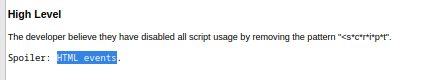 High Level
The developer believe they have disabled all script usage by removing the pattern "<s*c*r*i*p*t".
Spoiler: HTML events.